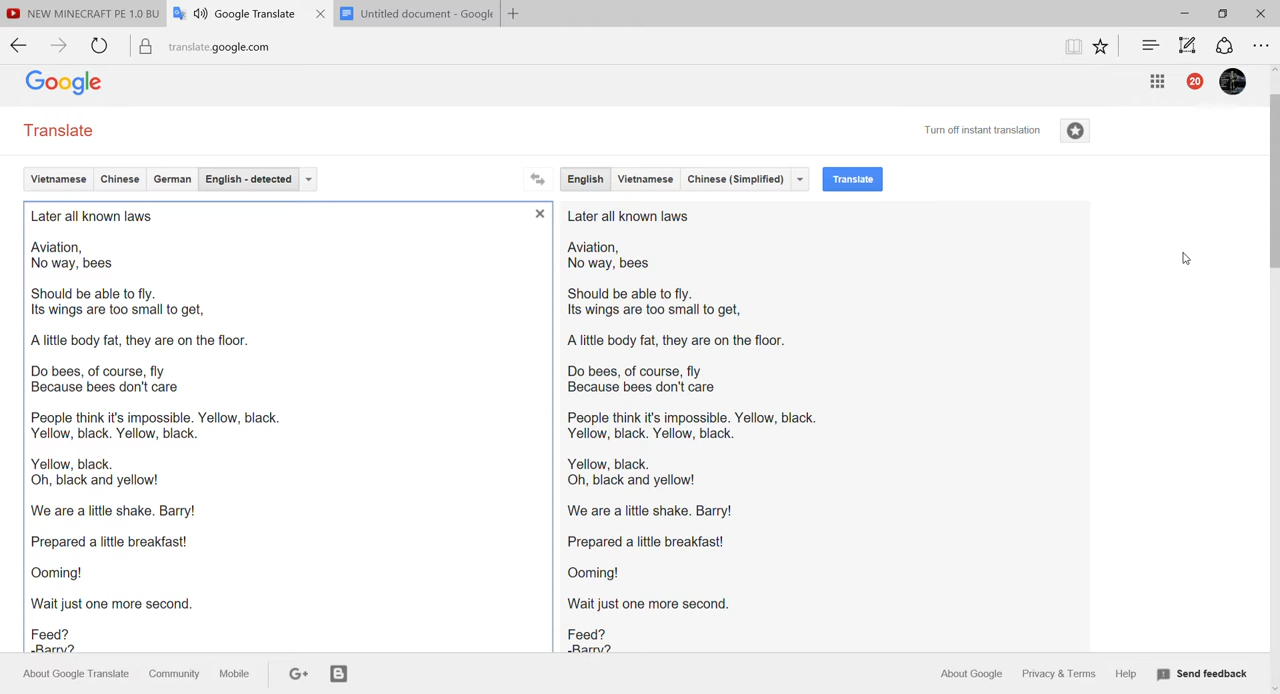 NEW MINECRAFT PE 1.0 BU
Google Translate
Untitled document - Google
translate.google.com
Google
20
Translate
Turn off instant translation
Vietnamese
Chinese
German
English - detected
English
Vietnamese
Chinese (Simplified)
Translate
Later all known laws
Aviation,
No way, bees
Should be able to fly.
Its wings are too small to get,
A little body fat, they are on the floor.
Do bees, of course, fly
Because bees don't care
People think it's impossible. Yellow, black.
Yellow, black. Yellow, black.
Yellow, black.
Oh, black and yellow!
We are a little shake. Barry!
Prepared a little breakfast!
Ooming!
Wait just one more second.
Feed?
-Barry?
Later all known laws
Aviation,
No way, bees
Should be able to fly.
Its wings are too small to get,
A little body fat, they are on the floor.
Do bees, of course, fly
Because bees don't care
People think it's impossible. Yellow, black.
Yellow, black. Yellow, black.
Yellow, black.
Oh, black and yellow!
We are a little shake. Barry!
Prepared a little breakfast!
Ooming!
Wait just one more second.
Feed?
-Barry?
About Google Translate
Community
Mobile
G+
About Google
Privacy & Terms
Help
Send feedback